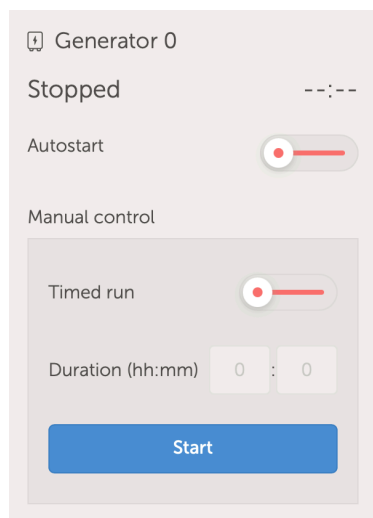 Generator 0
Stopped --:--
Autostart
Manual control
Timed run
Duration (hh:mm) 0 : 0
Start